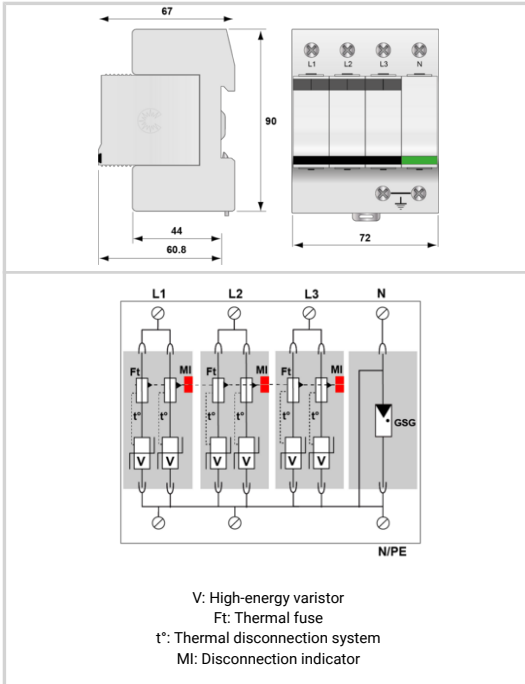 67
L1 L2 L3 N
90
44
60.8
72
L1 L2 L3 N
Ft MI Ft MI Ft MI
GSG
t° t° t° t° t° t°
V V V V V V
N/PE
V: High-energy varistor
Ft: Thermal fuse
t°: Thermal disconnection system
MI: Disconnection indicator